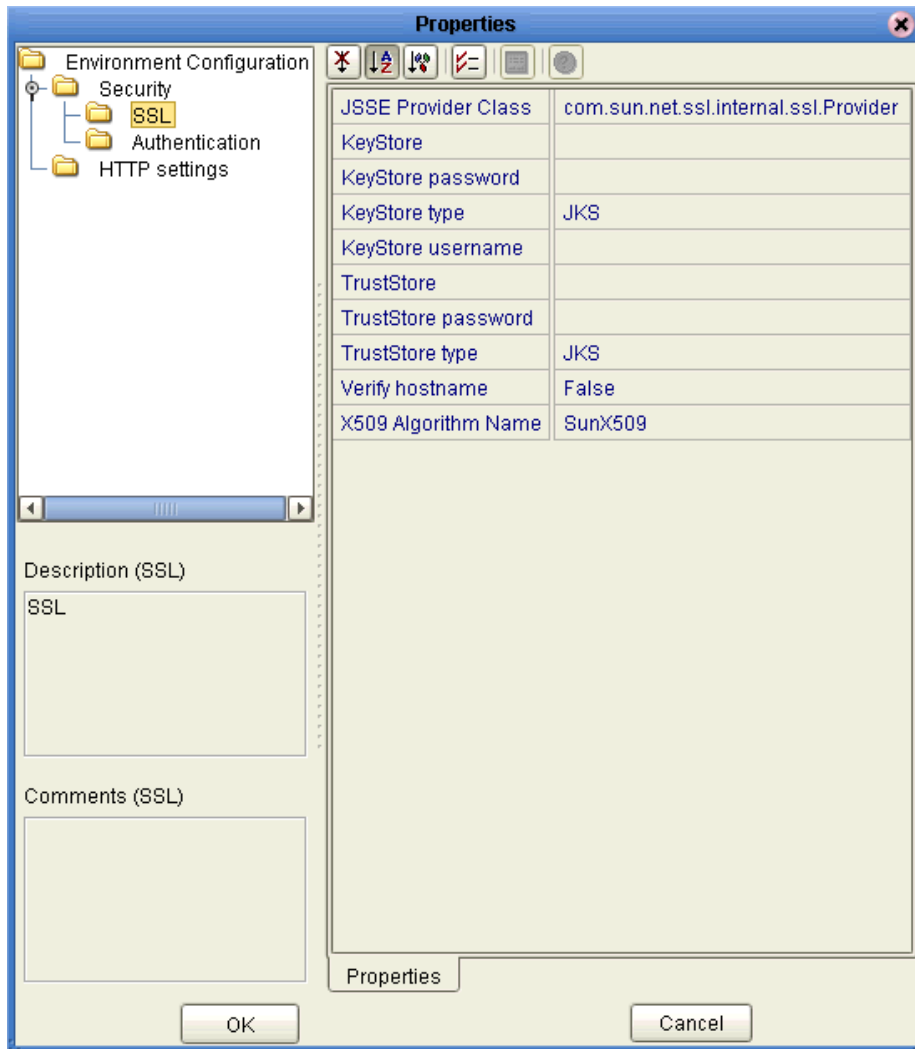 Properties
Environment Configuration
Security
SSL
Authentication
HTTP settings
JSSE Provider Class com.sun.net.ssl.internal.ssl.Provider
KeyStore
KeyStore password
KeyStore type JKS
KeyStore username
TrustStore
TrustStore password
TrustStore type JKS
Verify hostname False
X509 Algorithm Name SunX509
Description (SSL)
SSL
Comments (SSL)
Properties
OK
Cancel